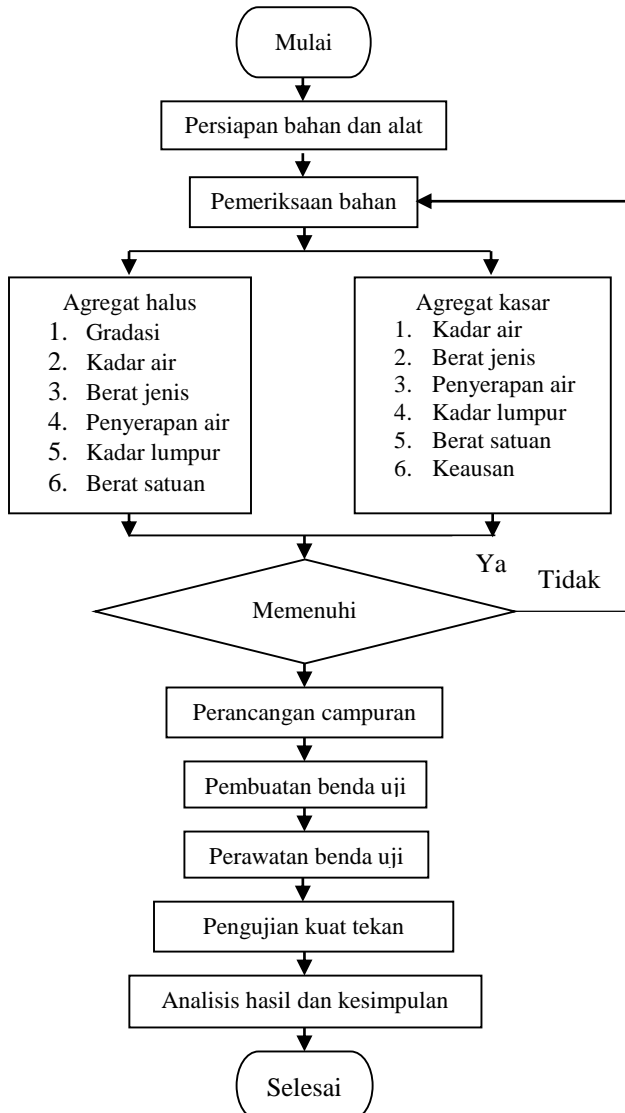 Mulai
Persiapan bahan dan alat
Pemeriksaan bahan
Agregat halus
1. Gradasi
2. Kadar air
3. Berat jenis
4. Penyerapan air
5. Kadar lumpur
6. Berat satuan
Agregat kasar
1. Kadar air
2. Berat jenis
3. Penyerapan air
4. Kadar lumpur
5. Berat satuan
6. Keausan
Ya
Tidak
Memenuhi
Perancangan campuran
Pembuatan benda uji
Perawatan benda uji
Pengujian kuat tekan
Analisis hasil dan kesimpulan
Selesai